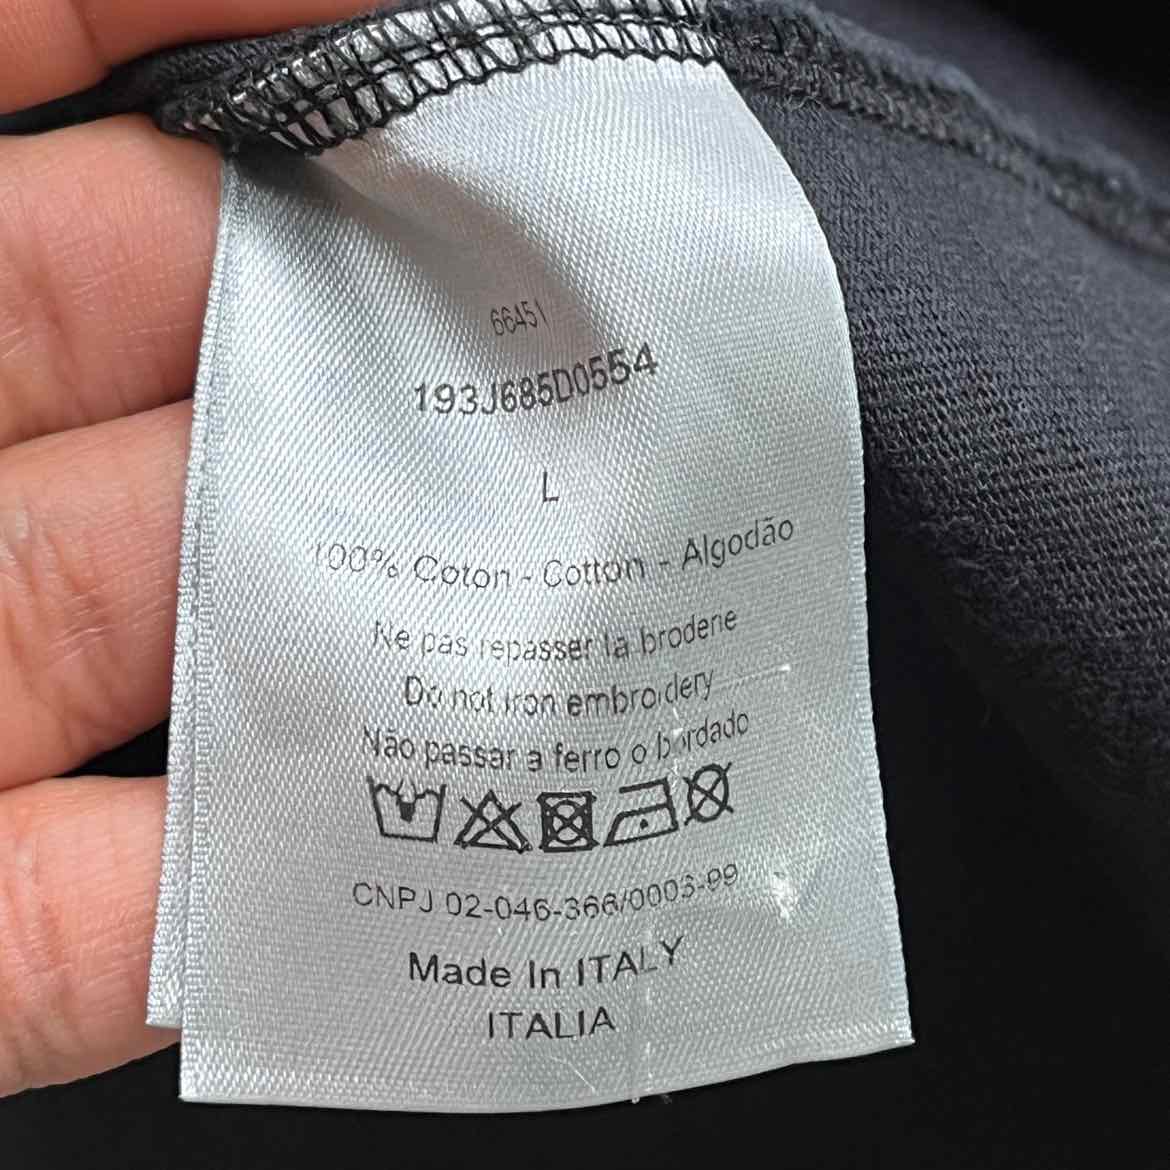 66451
193J685D0554
L
100% Coton - Cotton - Algodão
Ne pas repasser la broderie
Do not iron embroidery
Não passar a ferro o bordado
CNPJ 02-046-366/0003-99
Made In ITALY
ITALIA